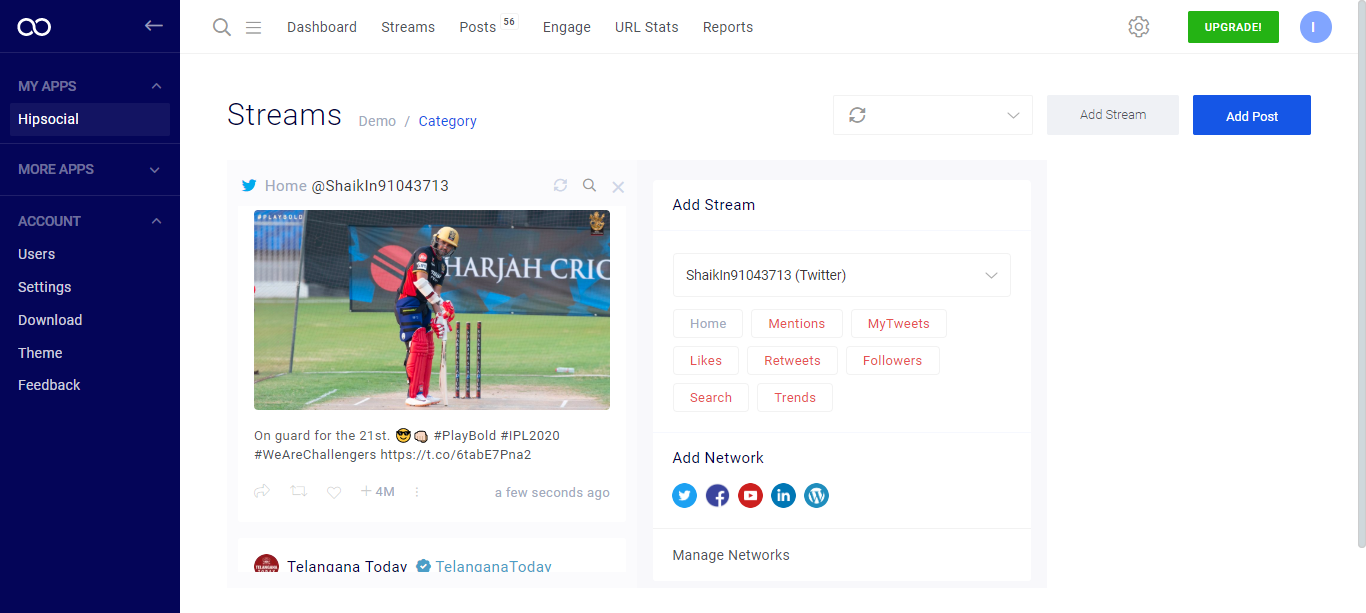 Dashboard
Streams
Posts 56
Engage
URL Stats
Reports
UPGRADE!
I
MY APPS
Hipsocial
MORE APPS
ACCOUNT
Users
Settings
Download
Theme
Feedback
Streams Demo / Category
Add Stream
Add Post
Home @ShaikIn91043713
#PLAYBOLD
HARJAH CRIC
On guard for the 21st. 😎👊🏻 #PlayBold #IPL2020
#WeAreChallengers https://t.co/6tabE7Pna2
+ 4M
a few seconds ago
Telangana Today TelanganaToday
Add Stream
ShaikIn91043713 (Twitter)
Home Mentions MyTweets
Likes Retweets Followers
Search Trends
Add Network
Manage Networks